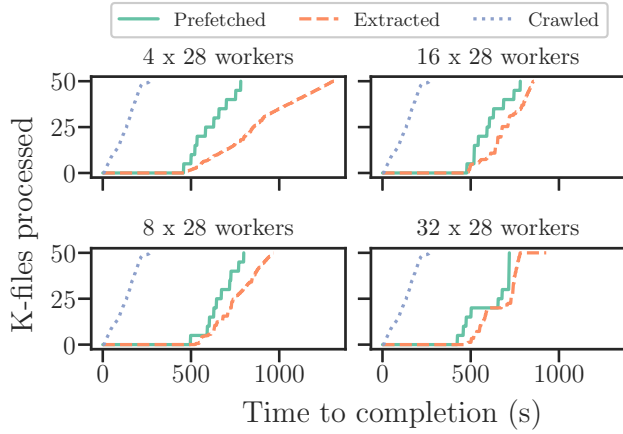 Prefetched Extracted Crawled
4 x 28 workers 16 x 28 workers
50
25
0
8 x 28 workers 32 x 28 workers
50
25
0
0 500 1000 0 500 1000
K-files processed
Time to completion (s)